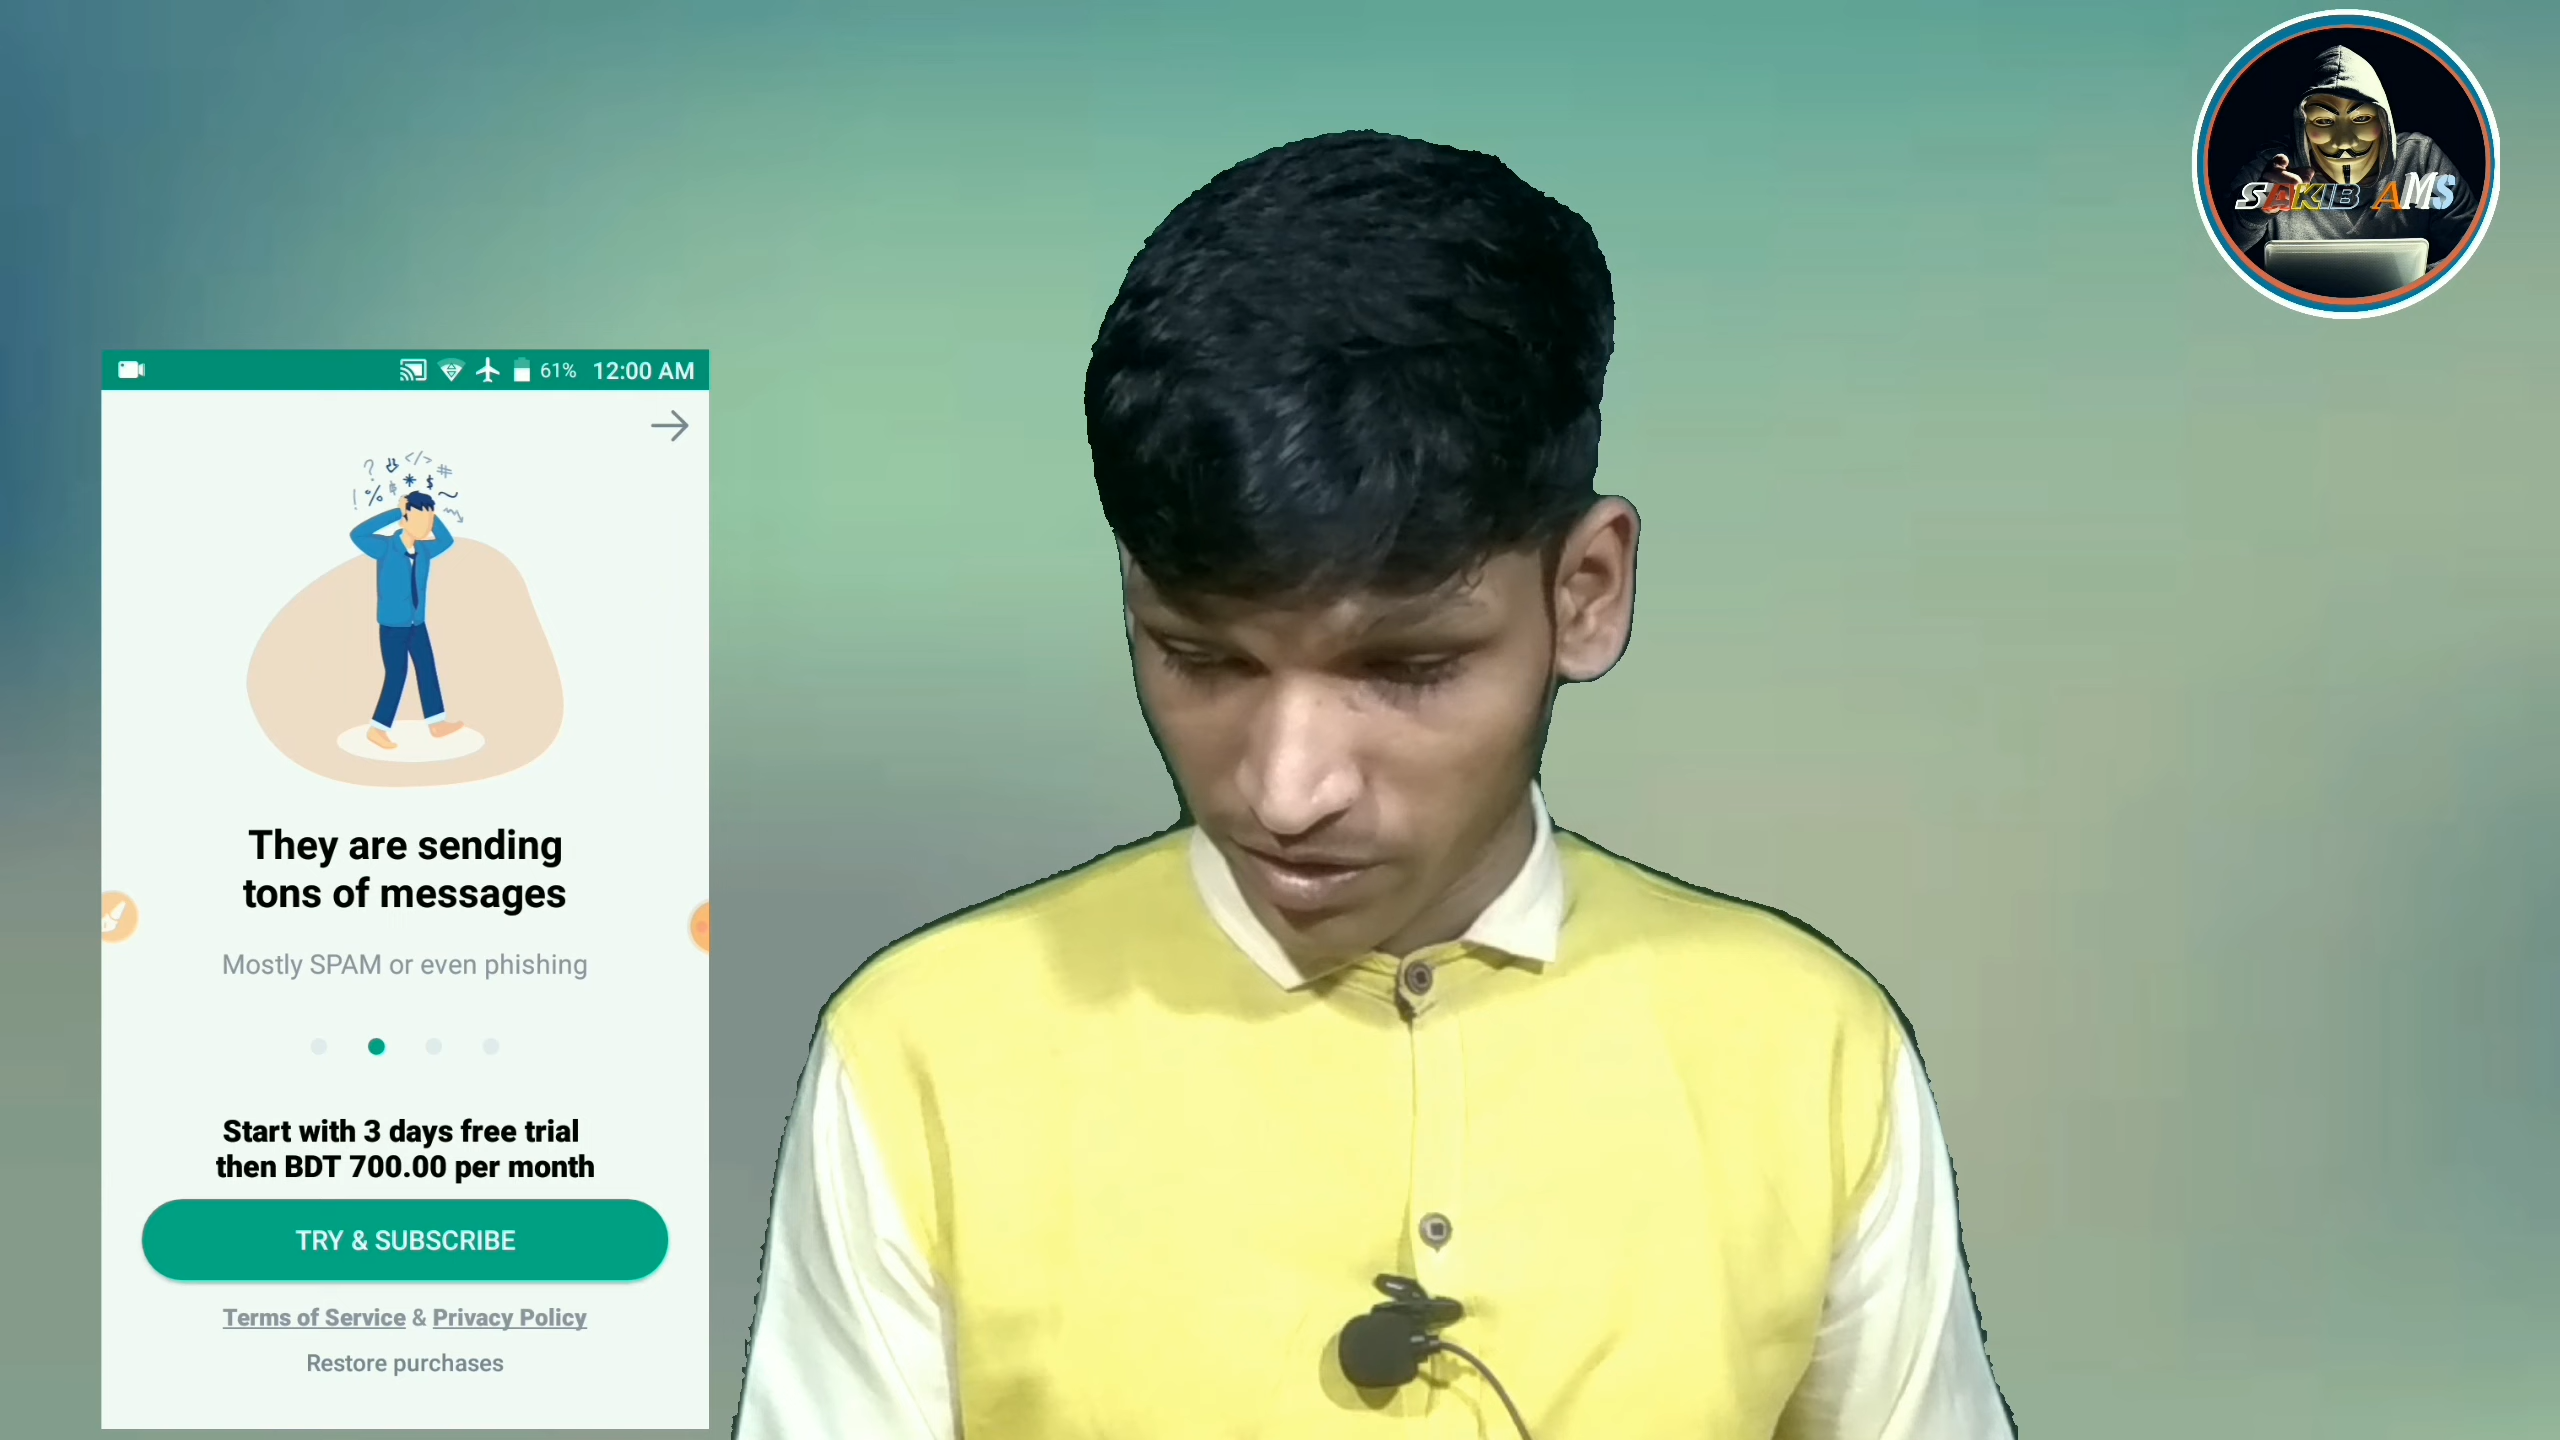 61% 12:00 AM
They are sending
tons of messages
Mostly SPAM or even phishing
Start with 3 days free trial
then BDT 700.00 per month
TRY & SUBSCRIBE
Terms of Service & Privacy Policy
Restore purchases
SAKIB AMS